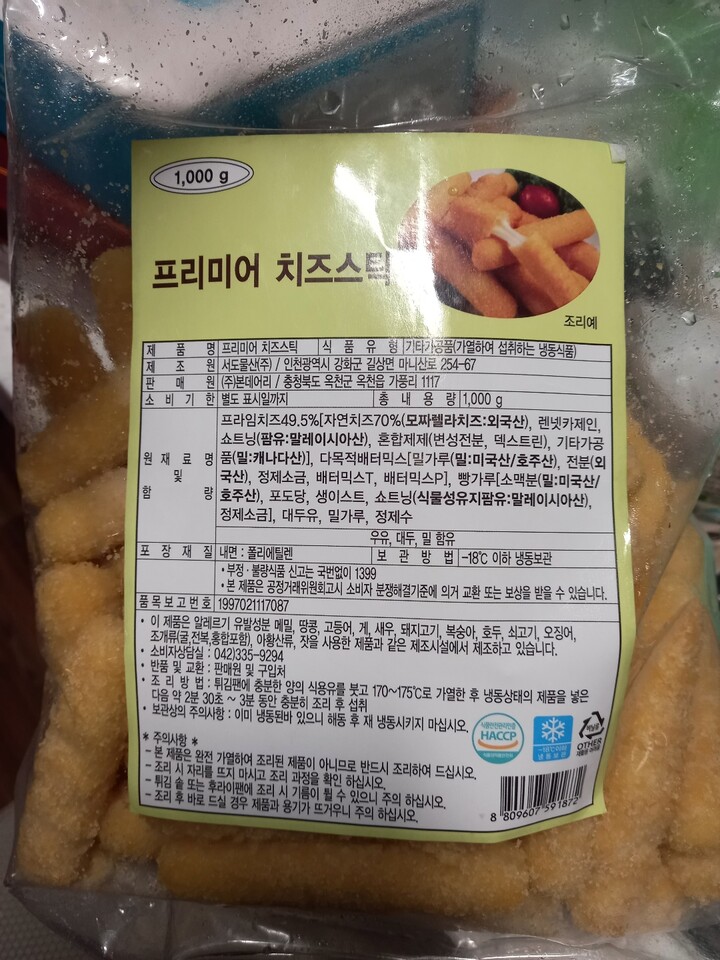 1,000 g
프리미어 치즈스틱
조리예
제 품 명 프리미어 치즈스틱 식 품 유 형 기타가공품(가열하여 섭취하는 냉동식품)
제 조 원 서도물산(주) / 인천광역시 강화군 길상면 마니산로 254-67
판 매 원 (주)본데어리 / 충청북도 옥천군 옥천읍 가풍리 1117
소 비 기 한 별도 표시일까지 총 내 용 량 1,000 g
원 재 료 명 및 함 량
프라임치즈49.5%[자연치즈70%(모짜렐라치즈:외국산), 렌넷카제인,
쇼트닝(팜유:말레이시아산), 혼합제제(변성전분, 덱스트린), 기타가공
품(밀:캐나다산)], 다목적배터믹스[밀가루(밀:미국산/호주산), 전분(외
국산), 정제소금, 배터믹스T, 배터믹스P], 빵가루[소맥분(밀:미국산/
호주산), 포도당, 생이스트, 쇼트닝(식물성유지팜유:말레이시아산),
정제소금], 대두유, 밀가루, 정제수
우유, 대두, 밀 함유
포 장 재 질 내면 : 폴리에틸렌 보 관 방 법 -18℃ 이하 냉동보관
• 부정 · 불량식품 신고는 국번없이 1399
• 본 제품은 공정거래위원회고시 소비자 분쟁해결기준에 의거 교환 또는 보상을 받을 수 있습니다.
품목보고번호 1997021117087
• 이 제품은 알레르기 유발성분 메밀, 땅콩, 고등어, 게, 새우, 돼지고기, 복숭아, 호두, 쇠고기, 오징어,
조개류(굴,전복,홍합포함), 아황산류, 잣을 사용한 제품과 같은 제조시설에서 제조하고 있습니다.
• 소비자상담실 : 042)335-9294
• 반품 및 교환 : 판매원 및 구입처
• 조 리 방 법 : 튀김팬에 충분한 양의 식용유를 붓고 170~175℃로 가열한 후 냉동상태의 제품을 넣은
다음 약 2분 30초 ~ 3분 동안 충분히 조리 후 섭취
• 보관상의 주의사항 : 이미 냉동된바 있으니 해동 후 재 냉동시키지 마십시오.
* 주의사항 *
- 본 제품은 완전 가열하여 조리된 제품이 아니므로 반드시 조리하여 드십시오.
- 조리 시 자리를 뜨지 마시고 조리 과정을 확인 하십시오.
- 튀김 솥 또는 후라이팬에 조리 시 기름이 튈 수 있으니 주의 하십시오.
- 조리 후 바로 드실 경우 제품과 용기가 뜨거우니 주의 하십시오.
HACCP
-18℃이하
냉동보관
비닐류
OTHER
8 809607 591872